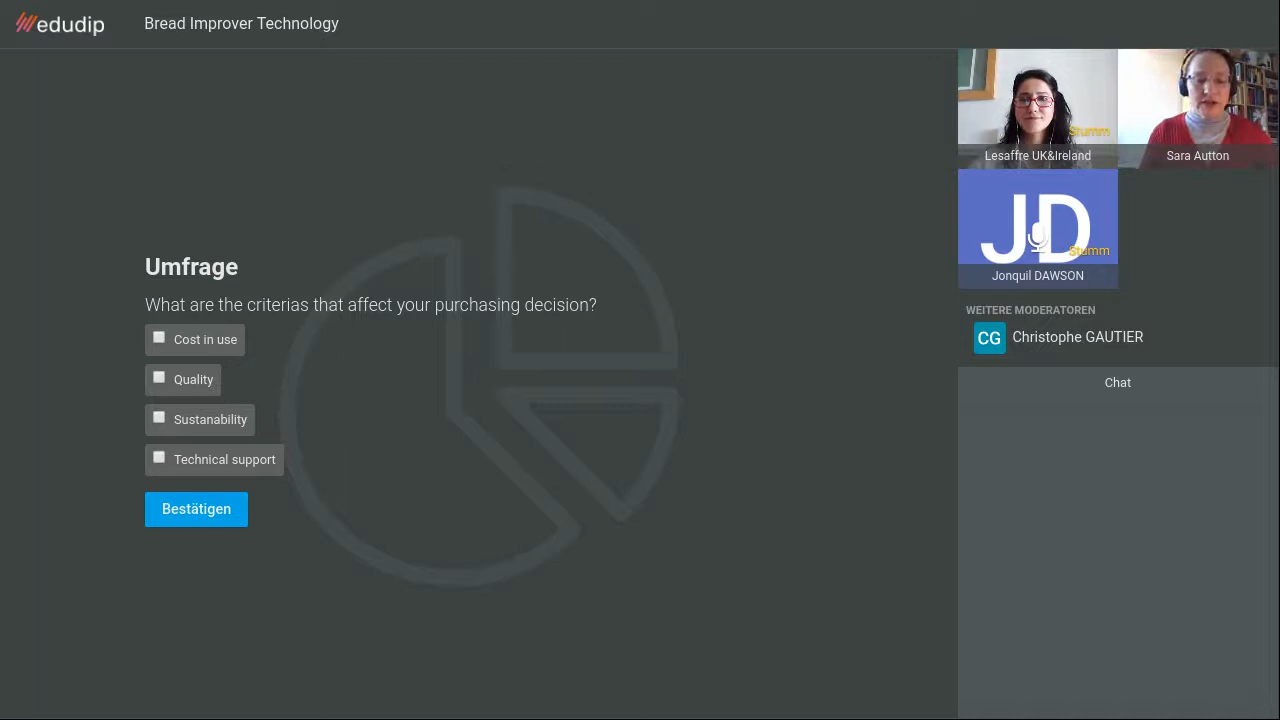 edudip
Bread Improver Technology
Umfrage
What are the criterias that affect your purchasing decision?
Cost in use
Quality
Sustanability
Technical support
Bestätigen
Stumm
Lesaffre UK&Ireland
Sara Autton
JD
Stumm
Jonquil DAWSON
WEITERE MODERATOREN
CG Christophe GAUTIER
Chat